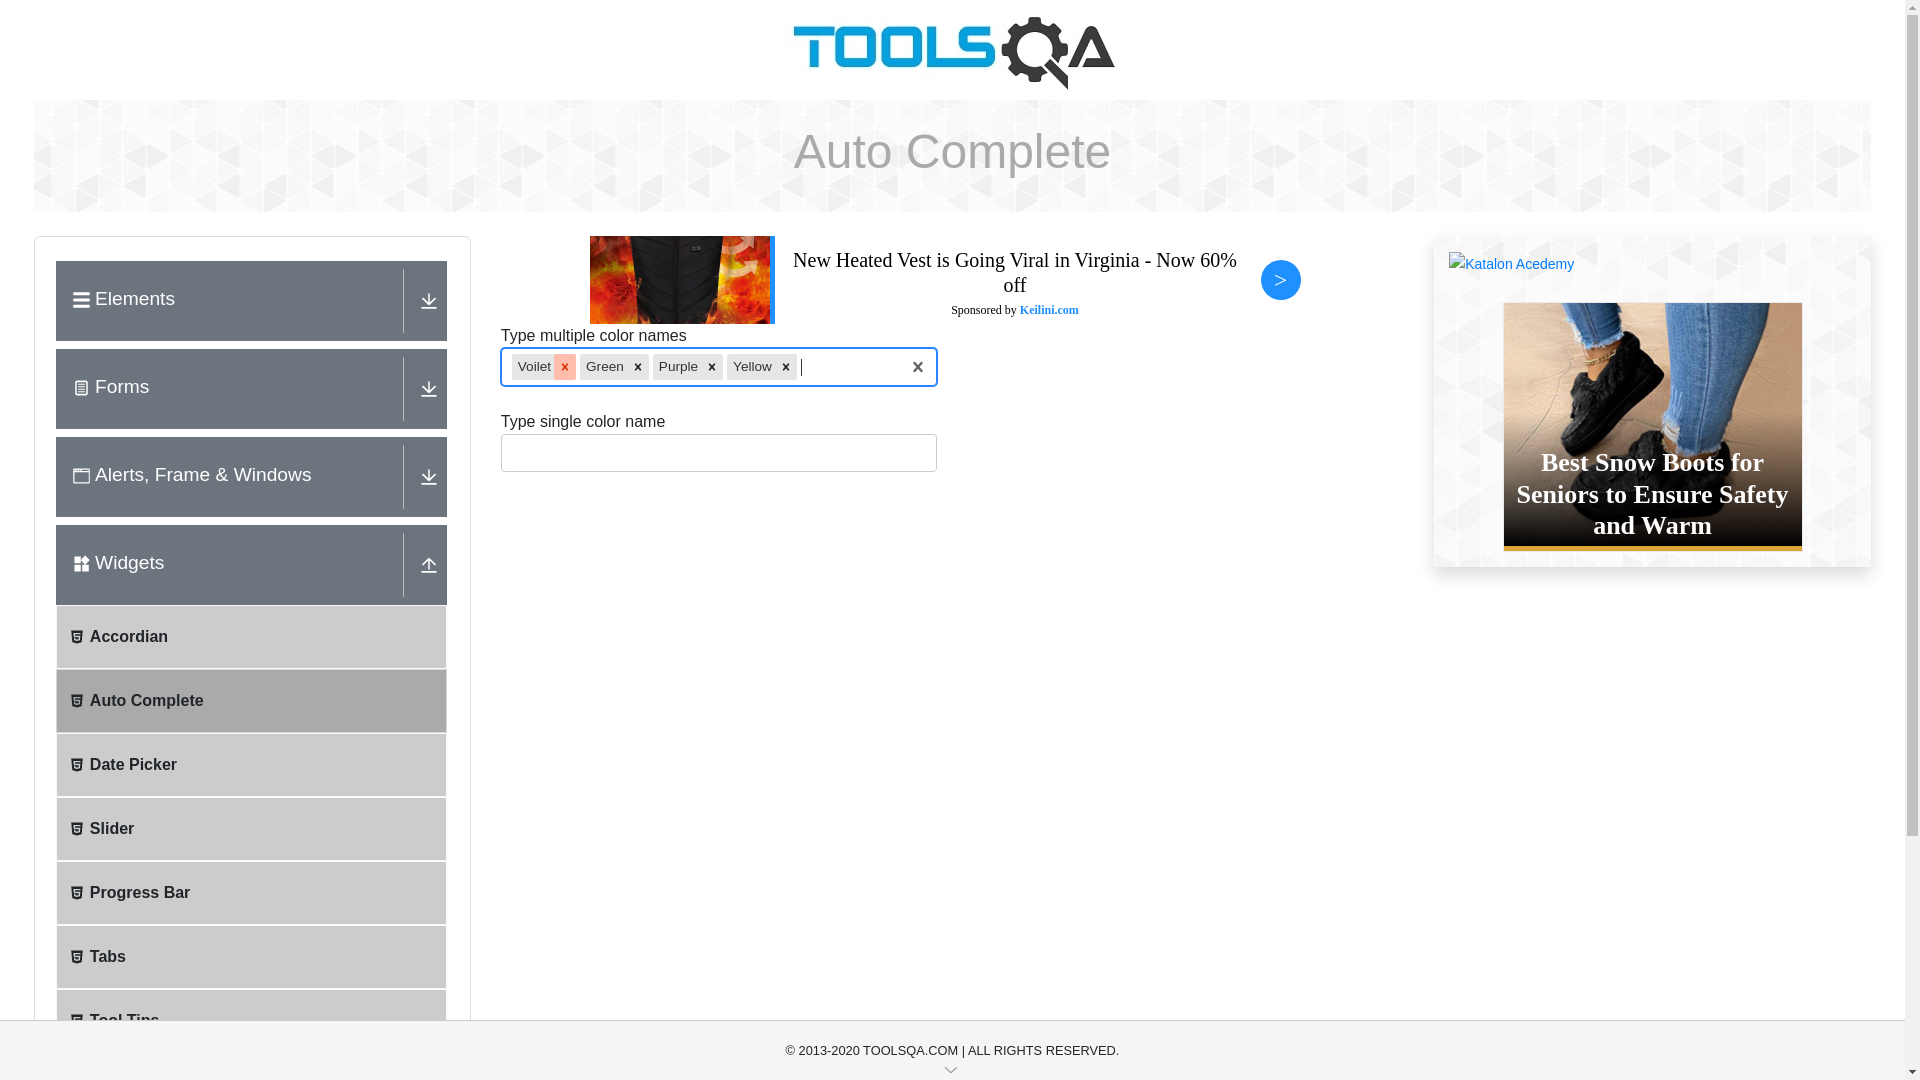 TOOLSQA
Auto Complete
Elements
Forms
Alerts, Frame & Windows
Widgets
Accordian
Auto Complete
Date Picker
Slider
Progress Bar
Tabs
Tool Tips
New Heated Vest is Going Viral in Virginia - Now 60%
off
Sponsored by Keilini.com
>
Type multiple color names
Voilet
Green
Purple
Yellow
Type single color name
Katalon Acedemy
Best Snow Boots for
Seniors to Ensure Safety
and Warm
© 2013-2020 TOOLSQA.COM | ALL RIGHTS RESERVED.